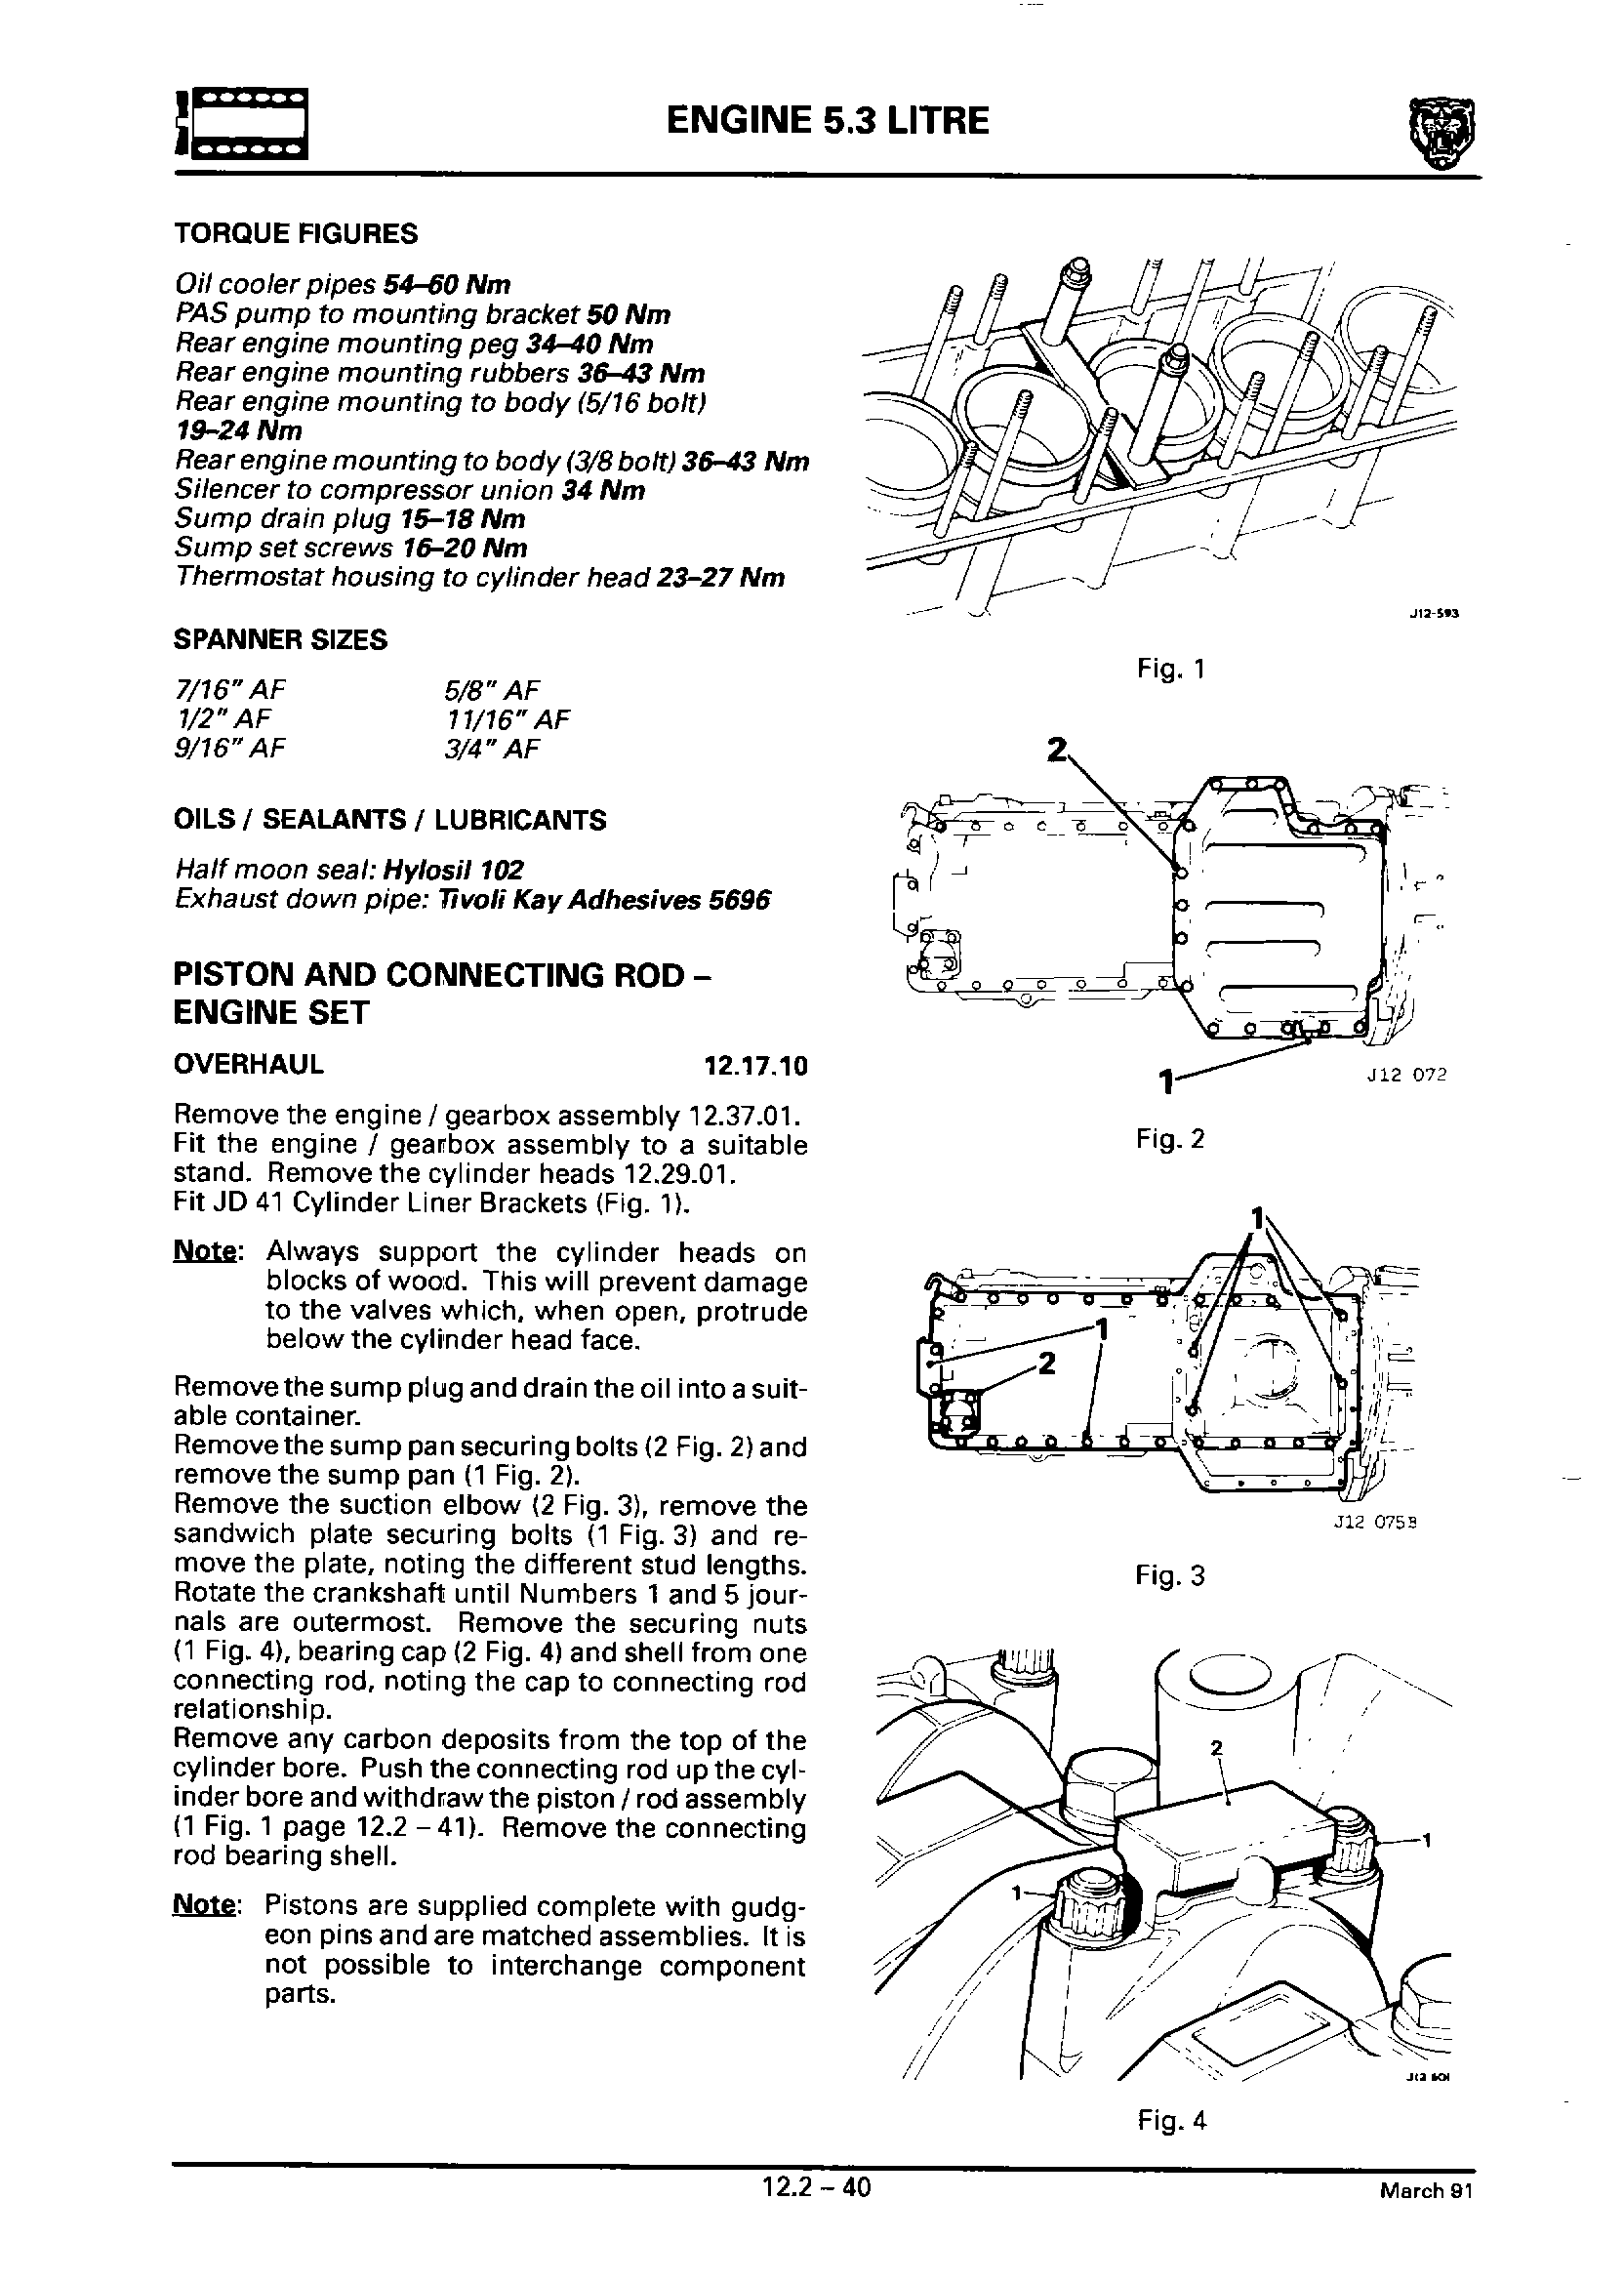 ENGINE 5.3 LITRE
TORQUE FIGURES
Oil cooler pipes 54–60 Nm
PAS pump to mounting bracket 50 Nm
Rear engine mounting peg 34–40 Nm
Rear engine mounting rubbers 36–43 Nm
Rear engine mounting to body (5/16 bolt)
19–24 Nm
Rear engine mounting to body (3/8 bolt) 36–43 Nm
Silencer to compressor union 34 Nm
Sump drain plug 15–18 Nm
Sump set screws 16–20 Nm
Thermostat housing to cylinder head 23–27 Nm
SPANNER SIZES
7/16" AF 5/8" AF
1/2" AF 11/16" AF
9/16" AF 3/4" AF
OILS / SEALANTS / LUBRICANTS
Half moon seal: Hylosil 102
Exhaust down pipe: Tivoli Kay Adhesives 5696
PISTON AND CONNECTING ROD –
ENGINE SET
OVERHAUL 12.17.10
Remove the engine / gearbox assembly 12.37.01.
Fit the engine / gearbox assembly to a suitable
stand. Remove the cylinder heads 12.29.01.
Fit JD 41 Cylinder Liner Brackets (Fig. 1).
Note: Always support the cylinder heads on
blocks of wood. This will prevent damage
to the valves which, when open, protrude
below the cylinder head face.
Remove the sump plug and drain the oil into a suit-
able container.
Remove the sump pan securing bolts (2 Fig. 2) and
remove the sump pan (1 Fig. 2).
Remove the suction elbow (2 Fig. 3), remove the
sandwich plate securing bolts (1 Fig. 3) and re-
move the plate, noting the different stud lengths.
Rotate the crankshaft until Numbers 1 and 5 jour-
nals are outermost. Remove the securing nuts
(1 Fig. 4), bearing cap (2 Fig. 4) and shell from one
connecting rod, noting the cap to connecting rod
relationship.
Remove any carbon deposits from the top of the
cylinder bore. Push the connecting rod up the cyl-
inder bore and withdraw the piston / rod assembly
(1 Fig. 1 page 12.2 – 41). Remove the connecting
rod bearing shell.
Note: Pistons are supplied complete with gudg-
eon pins and are matched assemblies. It is
not possible to interchange component
parts.
J12-593
Fig. 1
2
1
J12 072
Fig. 2
1
1
2
J12 075B
Fig. 3
2
1
1
J12 601
Fig. 4
12.2 – 40
March 91